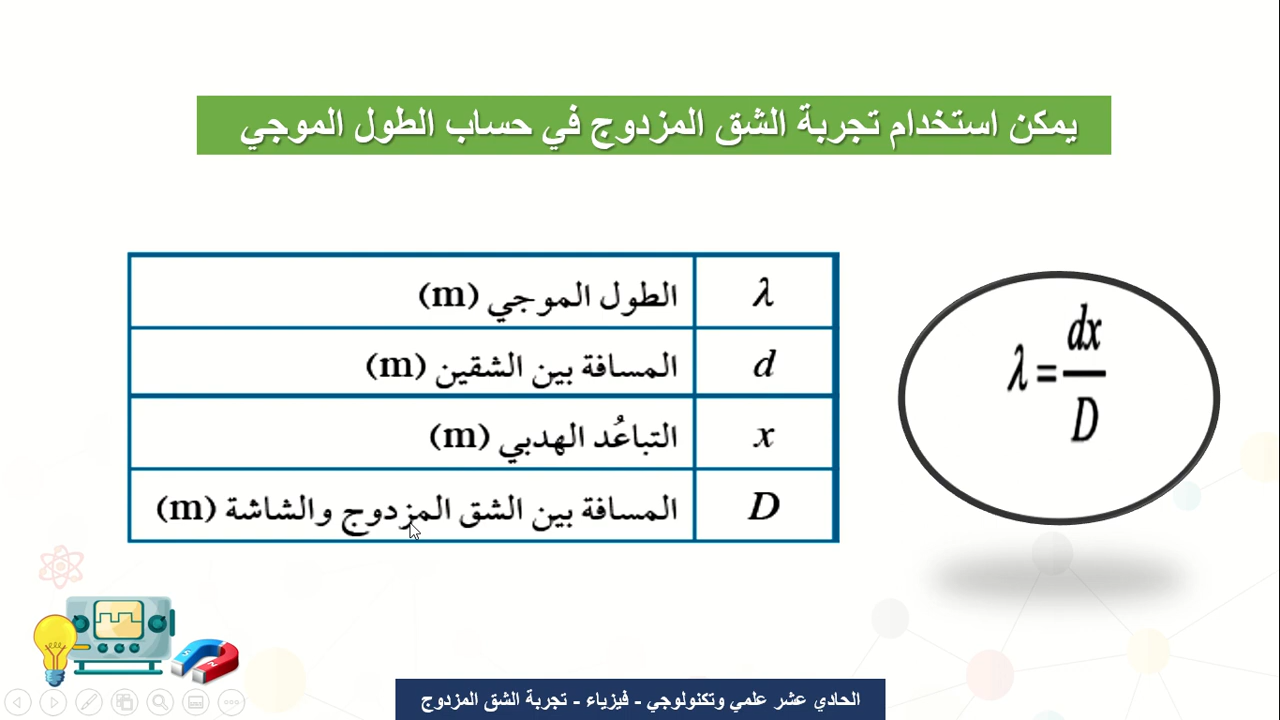 يمكن استخدام تجربة الشق المزدوج في حساب الطول الموجي
λ الطول الموجي (m)
d المسافة بين الشقين (m)
x التباعُد الهدبي (m)
D المسافة بين الشق المزدوج والشاشة (m)
λ = dx/D
الحادي عشر علمي وتكنولوجي - فيزياء - تجربة الشق المزدوج